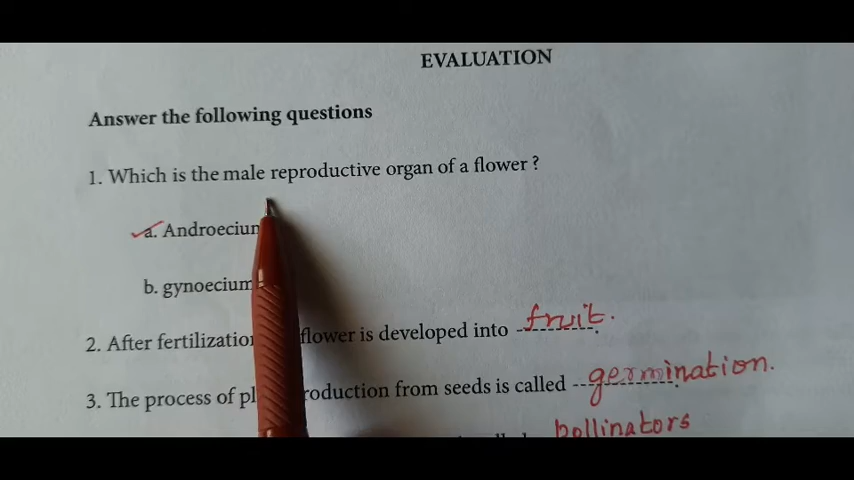 EVALUATION
Answer the following questions
1. Which is the male reproductive organ of a flower ?
a. Androeciun
b. gynoecium
2. After fertilization flower is developed into fruit.
3. The process of pl roduction from seeds is called germination.
pollinators